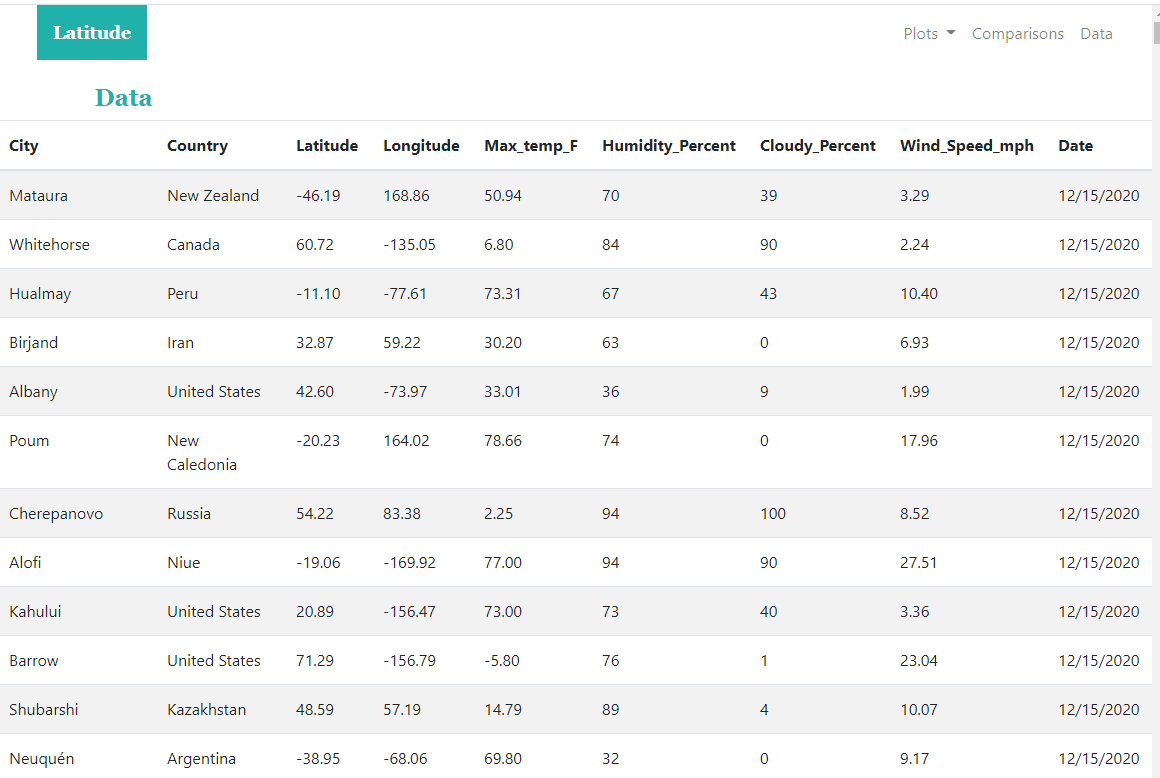 Latitude Plots Comparisons Data
Data
City Country Latitude Longitude Max_temp_F Humidity_Percent Cloudy_Percent Wind_Speed_mph Date
Mataura New Zealand -46.19 168.86 50.94 70 39 3.29 12/15/2020
Whitehorse Canada 60.72 -135.05 6.80 84 90 2.24 12/15/2020
Hualmay Peru -11.10 -77.61 73.31 67 43 10.40 12/15/2020
Birjand Iran 32.87 59.22 30.20 63 0 6.93 12/15/2020
Albany United States 42.60 -73.97 33.01 36 9 1.99 12/15/2020
Poum New -20.23 164.02 78.66 74 0 17.96 12/15/2020
Caledonia
Cherepanovo Russia 54.22 83.38 2.25 94 100 8.52 12/15/2020
Alofi Niue -19.06 -169.92 77.00 94 90 27.51 12/15/2020
Kahului United States 20.89 -156.47 73.00 73 40 3.36 12/15/2020
Barrow United States 71.29 -156.79 -5.80 76 1 23.04 12/15/2020
Shubarshi Kazakhstan 48.59 57.19 14.79 89 4 10.07 12/15/2020
Neuquén Argentina -38.95 -68.06 69.80 32 0 9.17 12/15/2020